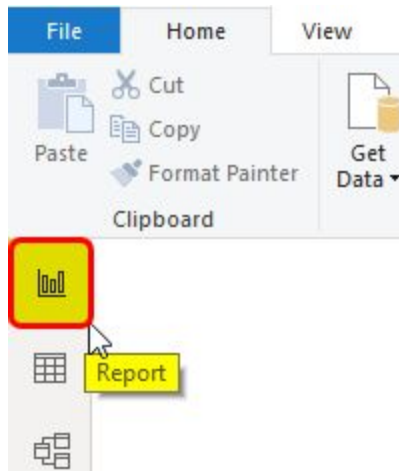 File Home View
Cut
Copy
Paste
Format Painter
Get
Data
Clipboard
Report